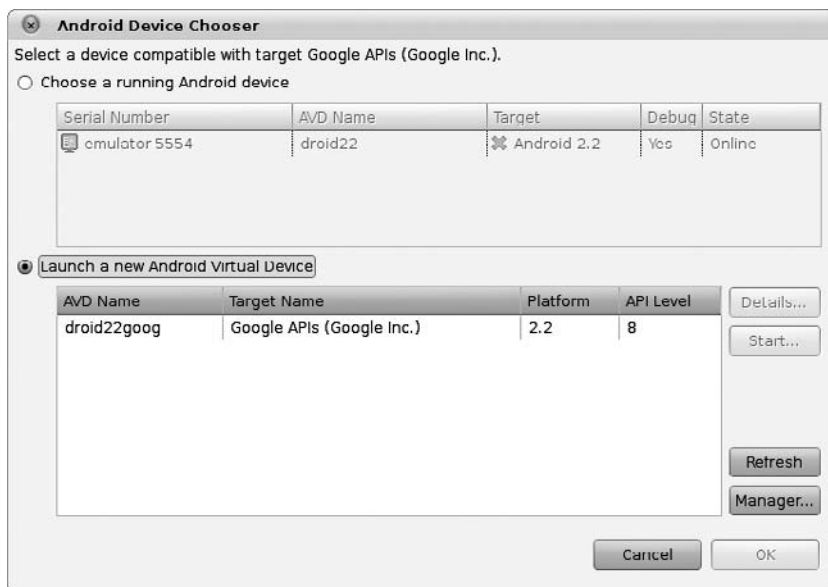 Android Device Chooser
Select a device compatible with target Google APIs (Google Inc.).
Choose a running Android device
Serial Number AVD Name Target Debug State
emulator 5554 droid22 Android 2.2 Yes Online
Launch a new Android Virtual Device
AVD Name Target Name Platform API Level
droid22goog Google APIs (Google Inc.) 2.2 8
Details...
Start...
Refresh
Manager...
Cancel OK